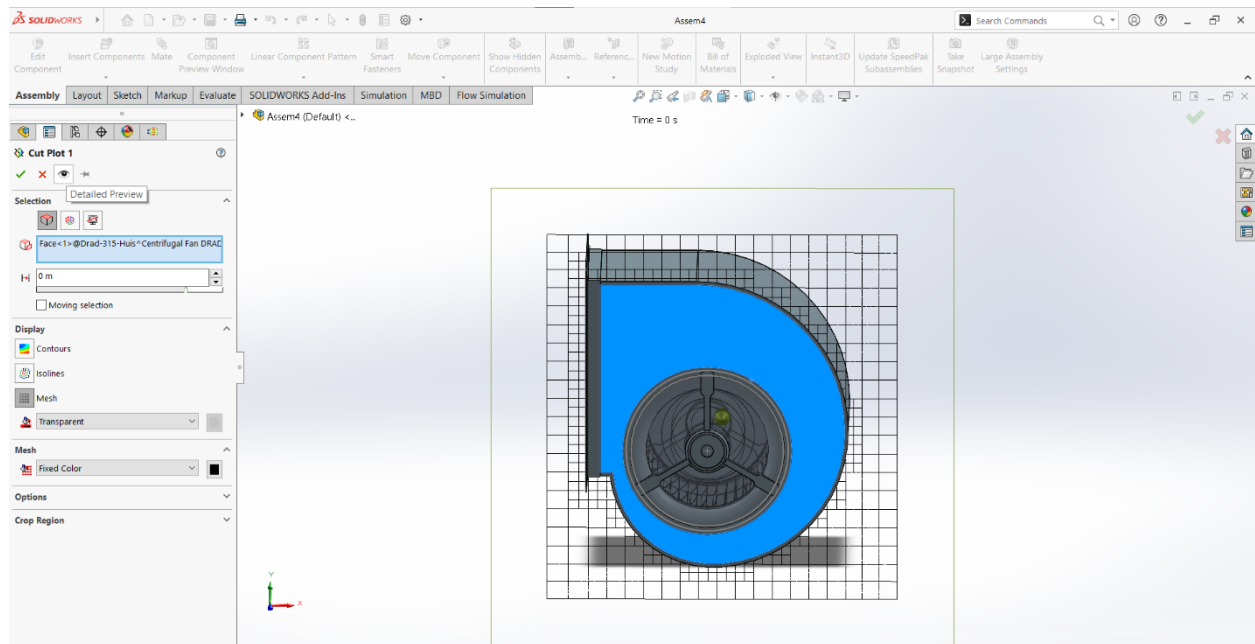 SOLIDWORKS
Assem4
Search Commands
Edit Component
Insert Components
Mate
Component Preview Window
Linear Component Pattern
Smart Fasteners
Move Component
Show Hidden Components
Assemb...
Referenc...
New Motion Study
Bill of Materials
Exploded View
Instant3D
Update SpeedPak Subassemblies
Take Snapshot
Large Assembly Settings
Assembly
Layout
Sketch
Markup
Evaluate
SOLIDWORKS Add-Ins
Simulation
MBD
Flow Simulation
Assem4 (Default) <...
Time = 0 s
Cut Plot 1
Detailed Preview
Selection
Face<1>@Drad-315-Huis^Centrifugal Fan DRAD
0 m
Moving selection
Display
Contours
Isolines
Mesh
Transparent
Mesh
Fixed Color
Options
Crop Region
Y
X